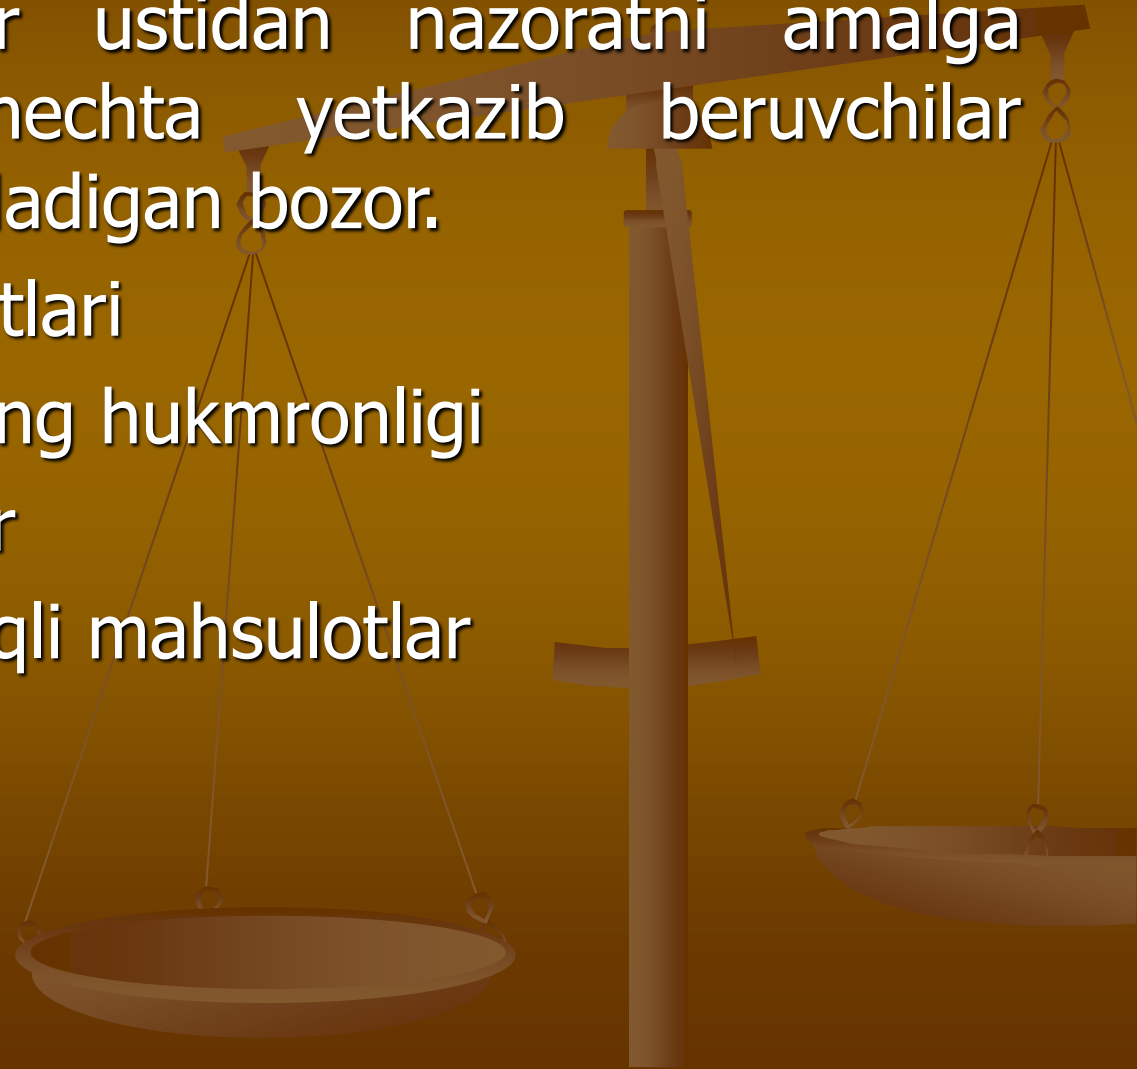 r ustidan nazoratni amalga
nechta yetkazib beruvchilar
ladigan bozor.
tlari
ng hukmronligi
r
qli mahsulotlar